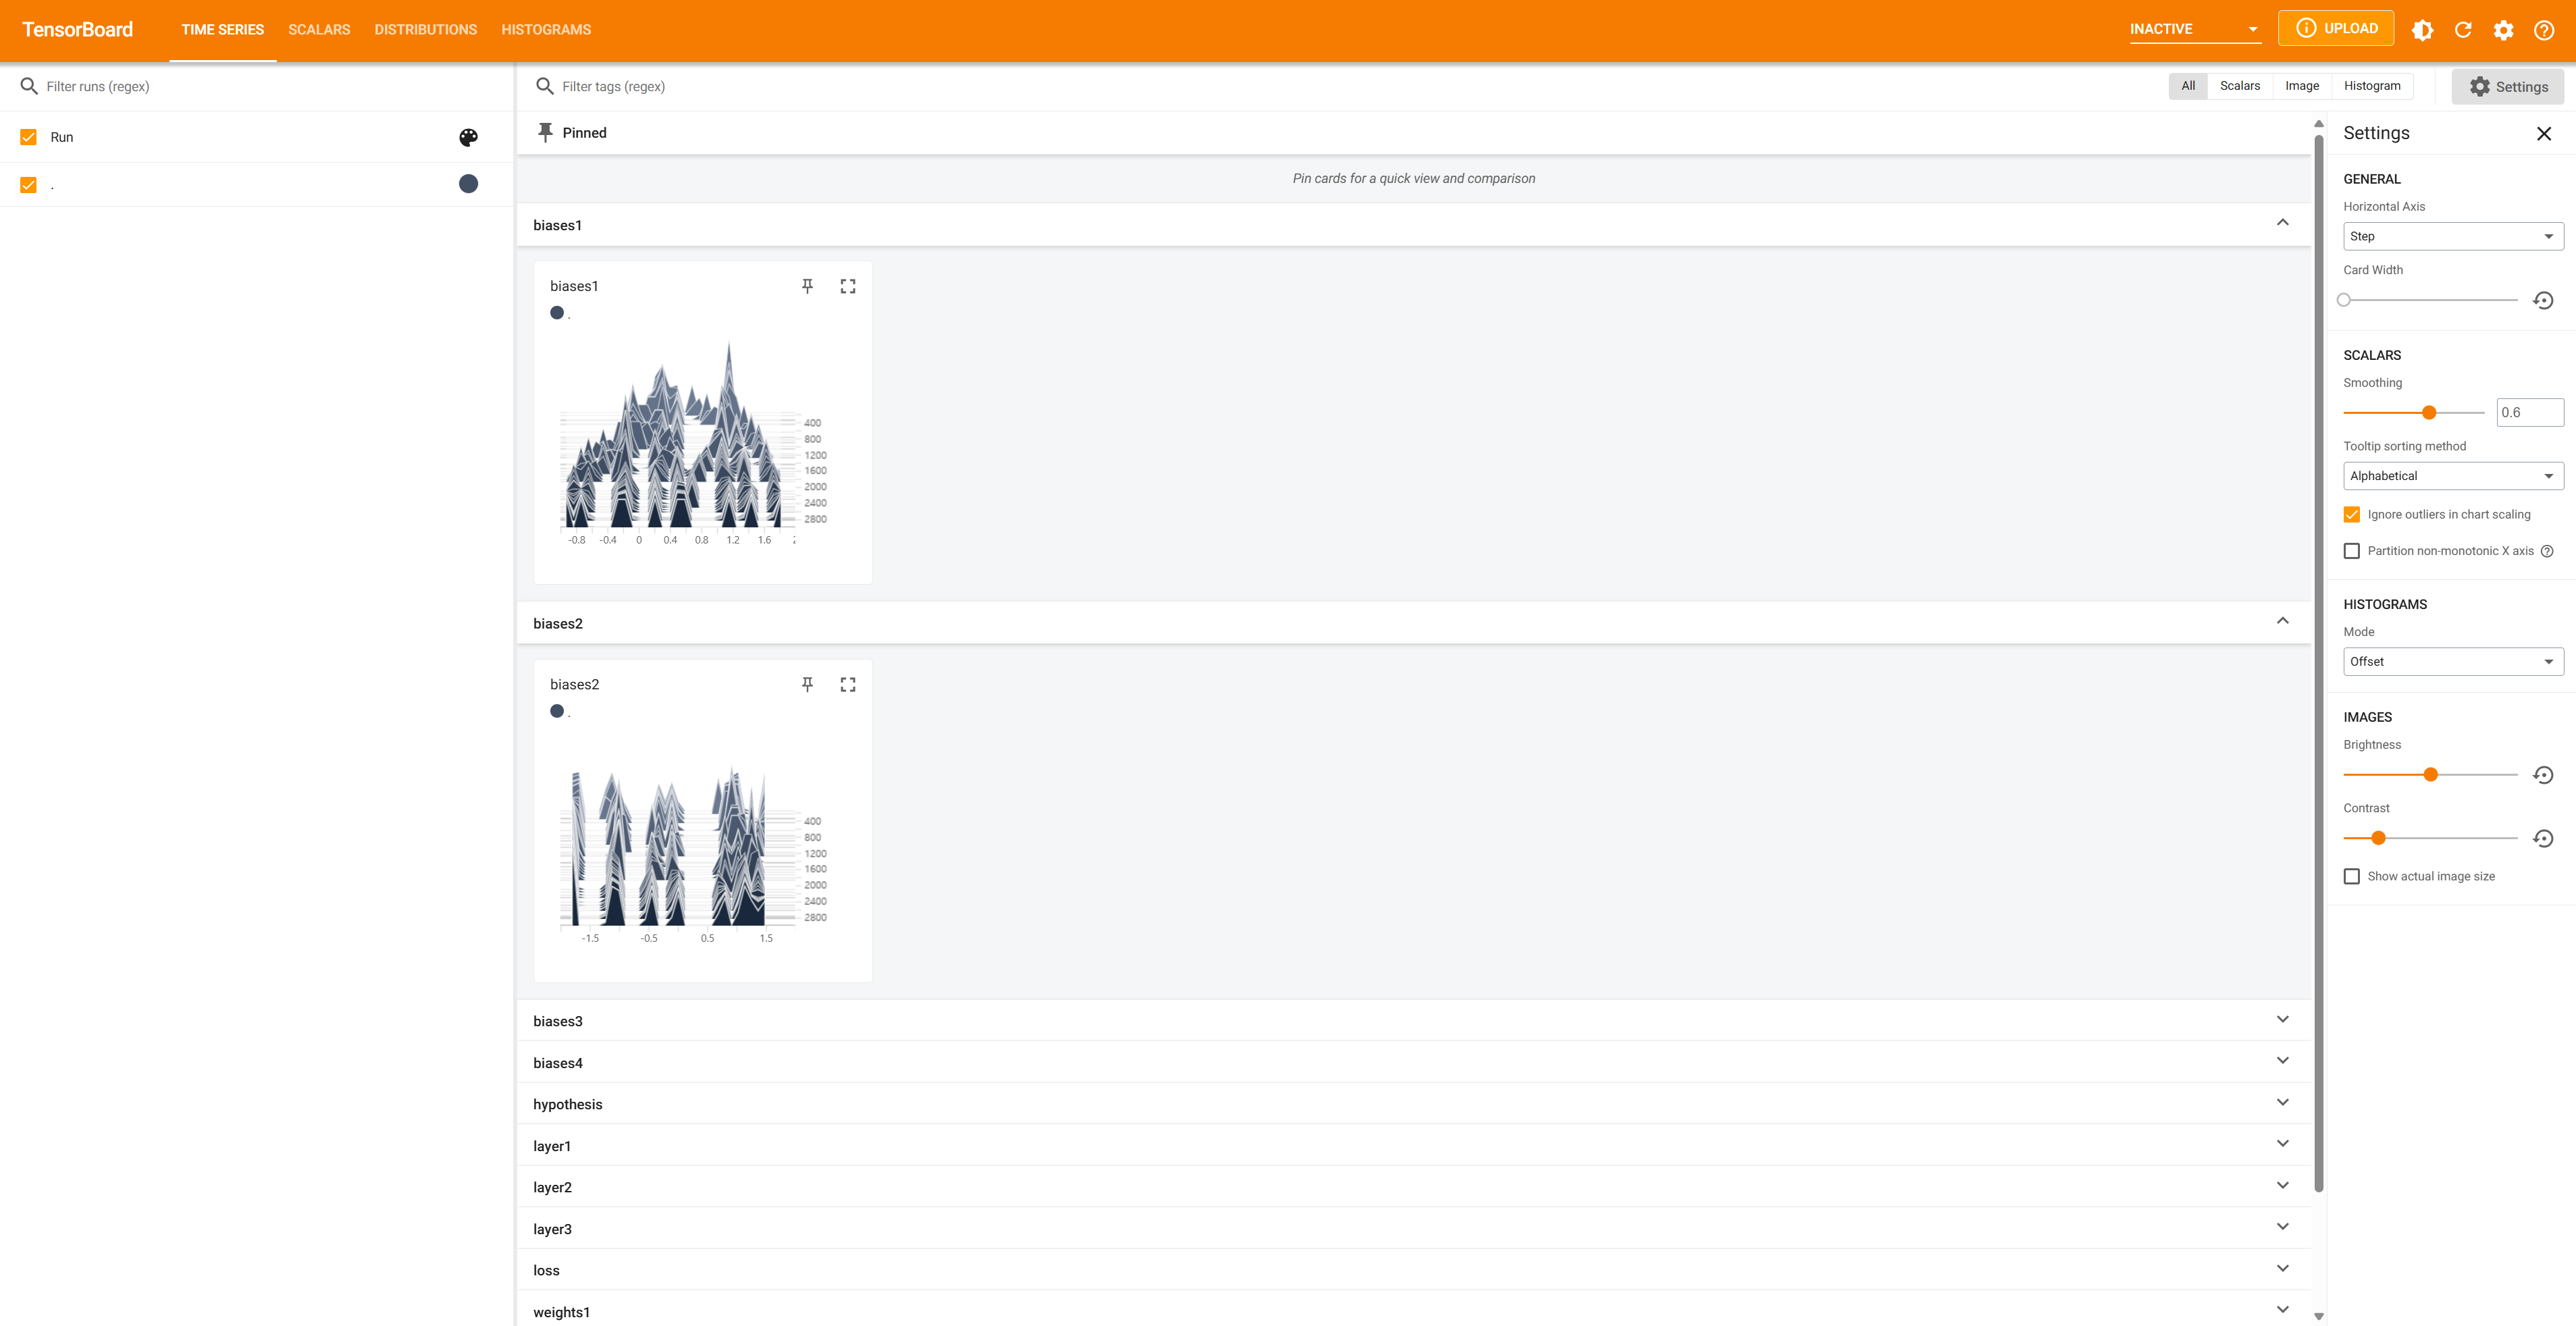 TensorBoard TIME SERIES SCALARS DISTRIBUTIONS HISTOGRAMS INACTIVE UPLOAD
Filter runs (regex)
Run
.
Filter tags (regex)
All Scalars Image Histogram Settings
Pinned
Pin cards for a quick view and comparison
biases1
biases1
.
400
800
1200
1600
2000
2400
2800
-0.8 -0.4 0 0.4 0.8 1.2 1.6
biases2
biases2
.
400
800
1200
1600
2000
2400
2800
-1.5 -0.5 0.5 1.5
biases3
biases4
hypothesis
layer1
layer2
layer3
loss
weights1
Settings
GENERAL
Horizontal Axis
Step
Card Width
SCALARS
Smoothing
0.6
Tooltip sorting method
Alphabetical
Ignore outliers in chart scaling
Partition non-monotonic X axis
HISTOGRAMS
Mode
Offset
IMAGES
Brightness
Contrast
Show actual image size